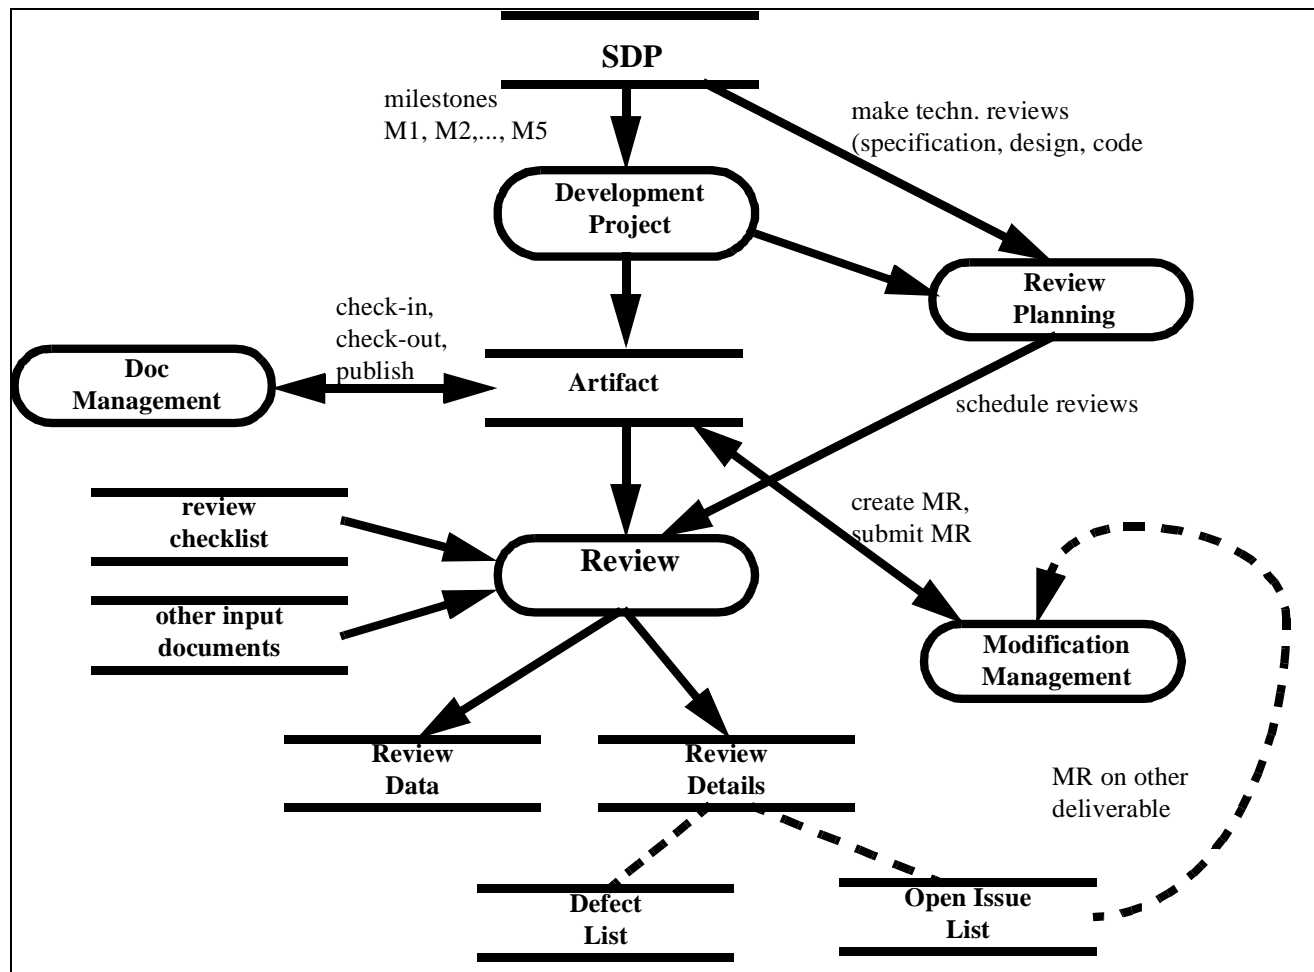 SDP
milestones
M1, M2,..., M5
make techn. reviews
(specification, design, code
Development
Project
Review
Planning
check-in,
check-out,
publish
Doc
Management
Artifact
schedule reviews
review
checklist
create MR,
submit MR
Review
other input
documents
Modification
Management
Review
Data
Review
Details
MR on other
deliverable
Defect
List
Open Issue
List